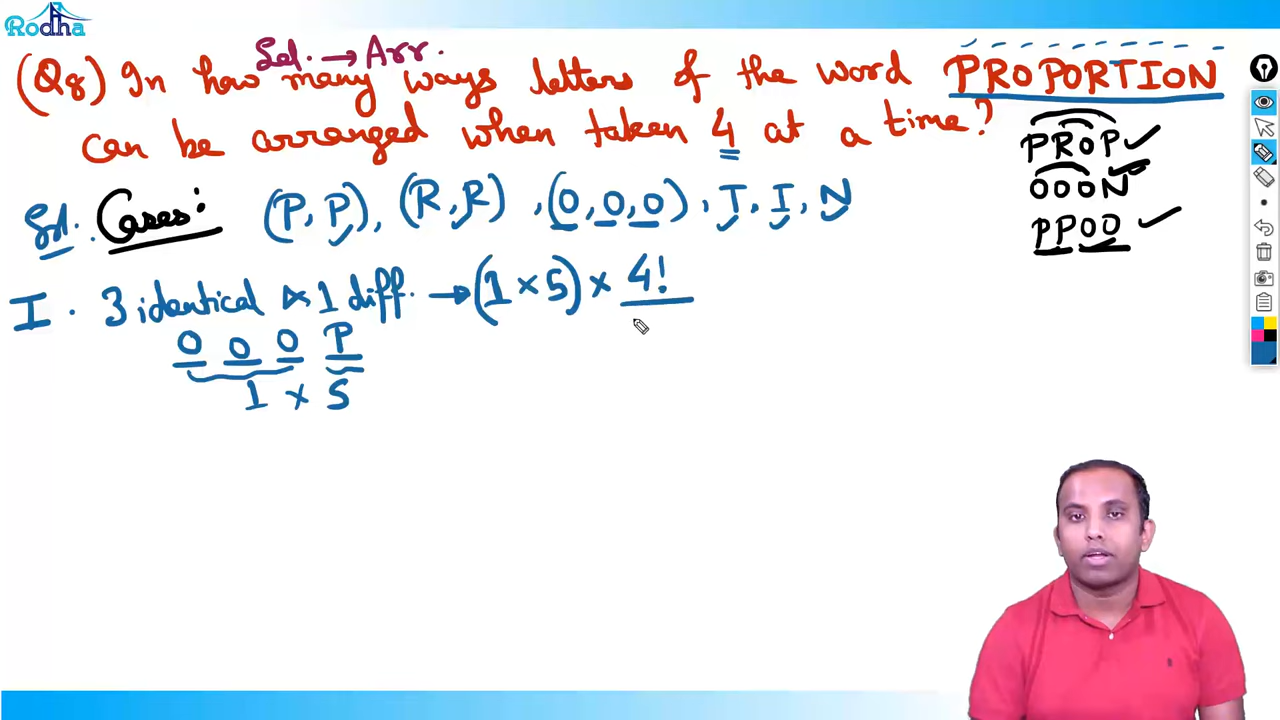 Rodha
Sel. → Arr.
(Q8) In how many ways letters of the word PROPORTION
can be arranged when taken 4 at a time?
PROP ✓
OOON
PPOO ✓
Sol. Cases: (P, P), (R, R), (O, O, O), T, I, N
I. 3 identical & 1 diff. → (1 × 5) × 4!
O O O P
1 × 5